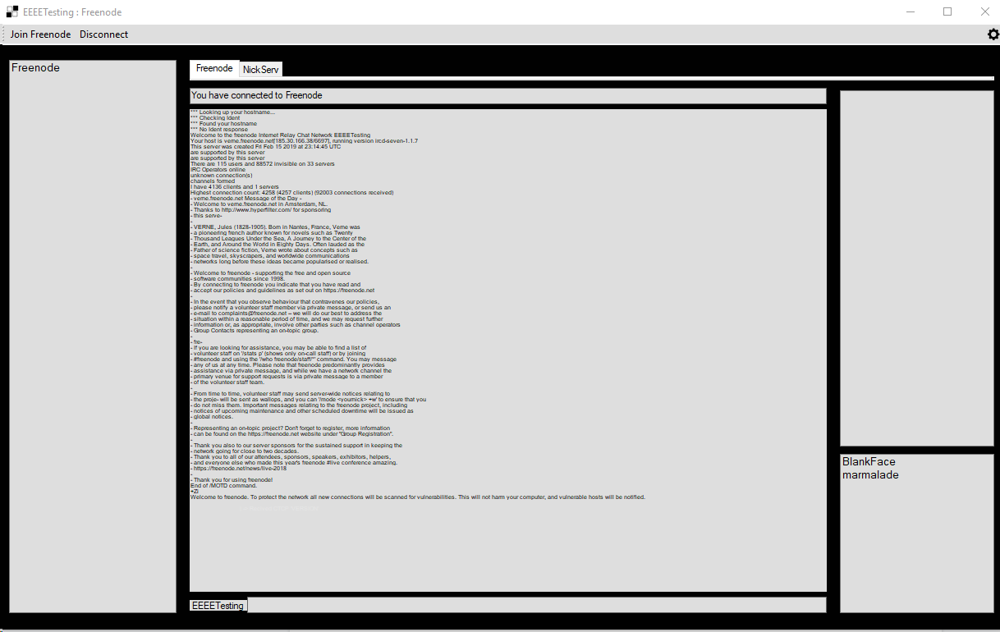 EEEETesting : Freenode
Join Freenode Disconnect
Freenode
Freenode NickServ
You have connected to Freenode
*** Looking up your hostname...
*** Checking Ident
*** Found your hostname
*** No Ident response
Welcome to the freenode Internet Relay Chat Network EEEETesting
Your host is verne.freenode.net[185.30.166.38/6697], running version ircd-seven-1.1.7
This server was created Fri Feb 15 2019 at 23:14:45 UTC
are supported by this server
are supported by this server
There are 115 users and 88572 invisible on 33 servers
IRC Operators online
unknown connection(s)
channels formed
I have 4136 clients and 1 servers
Highest connection count: 4258 (4257 clients) (92003 connections received)
- verne.freenode.net Message of the Day -
- Welcome to verne.freenode.net in Amsterdam, NL.
- Thanks to http://www.hyperfilter.com/ for sponsoring
- this serve-
-
- VERNE, Jules (1828-1905). Born in Nantes, France, Verne was
- a pioneering french author known for novels such as Twenty
- Thousand Leagues Under the Sea, A Journey to the Center of the
- Earth, and Around the World in Eighty Days. Often lauded as the
- Father of science fiction, Verne wrote about concepts such as
- space travel, skyscrapers, and worldwide communications
- networks long before these ideas became popularised or realised.
-
- Welcome to freenode - supporting the free and open source
- software communities since 1998.
- By connecting to freenode you indicate that you have read and
- accept our policies and guidelines as set out on https://freenode.net
-
- In the event that you observe behaviour that contravenes our policies,
- please notify a volunteer staff member via private message, or send us an
- e-mail to complaints@freenode.net -- we will do our best to address the
- situation within a reasonable period of time, and we may request further
- information or, as appropriate, involve other parties such as channel operators
- Group Contacts representing an on-topic group.
-
- fre-
- If you are looking for assistance, you may be able to find a list of
- volunteer staff on '/stats p' (shows only on-call staff) or by joining
- #freenode and using the '/who freenode/staff/*' command. You may message
- any of us at any time. Please note that freenode predominantly provides
- assistance via private message, and while we have a network channel the
- primary venue for support requests is via private message to a member
- of the volunteer staff team.
-
- From time to time, volunteer staff may send server-wide notices relating to
- the proje- will be sent as wallops, and you can '/mode <yournick> +w' to ensure that you
- do not miss them. Important messages relating to the freenode project, including
- notices of upcoming maintenance and other scheduled downtime will be issued as
- global notices.
-
- Representing an on-topic project? Don't forget to register, more information
- can be found on the https://freenode.net website under "Group Registration".
-
- Thank you also to our server sponsors for the sustained support in keeping the
- network going for close to two decades.
- Thank you to all of our attendees, sponsors, speakers, exhibitors, helpers,
- and everyone else who made this year's freenode #live conference amazing.
- https://freenode.net/news/live-2018
-
- Thank you for using freenode!
End of /MOTD command.
+Zi
Welcome to freenode. To protect the network all new connections will be scanned for vulnerabilities. This will not harm your computer, and vulnerable hosts will be notified.
EEEETesting
BlankFace
marmalade